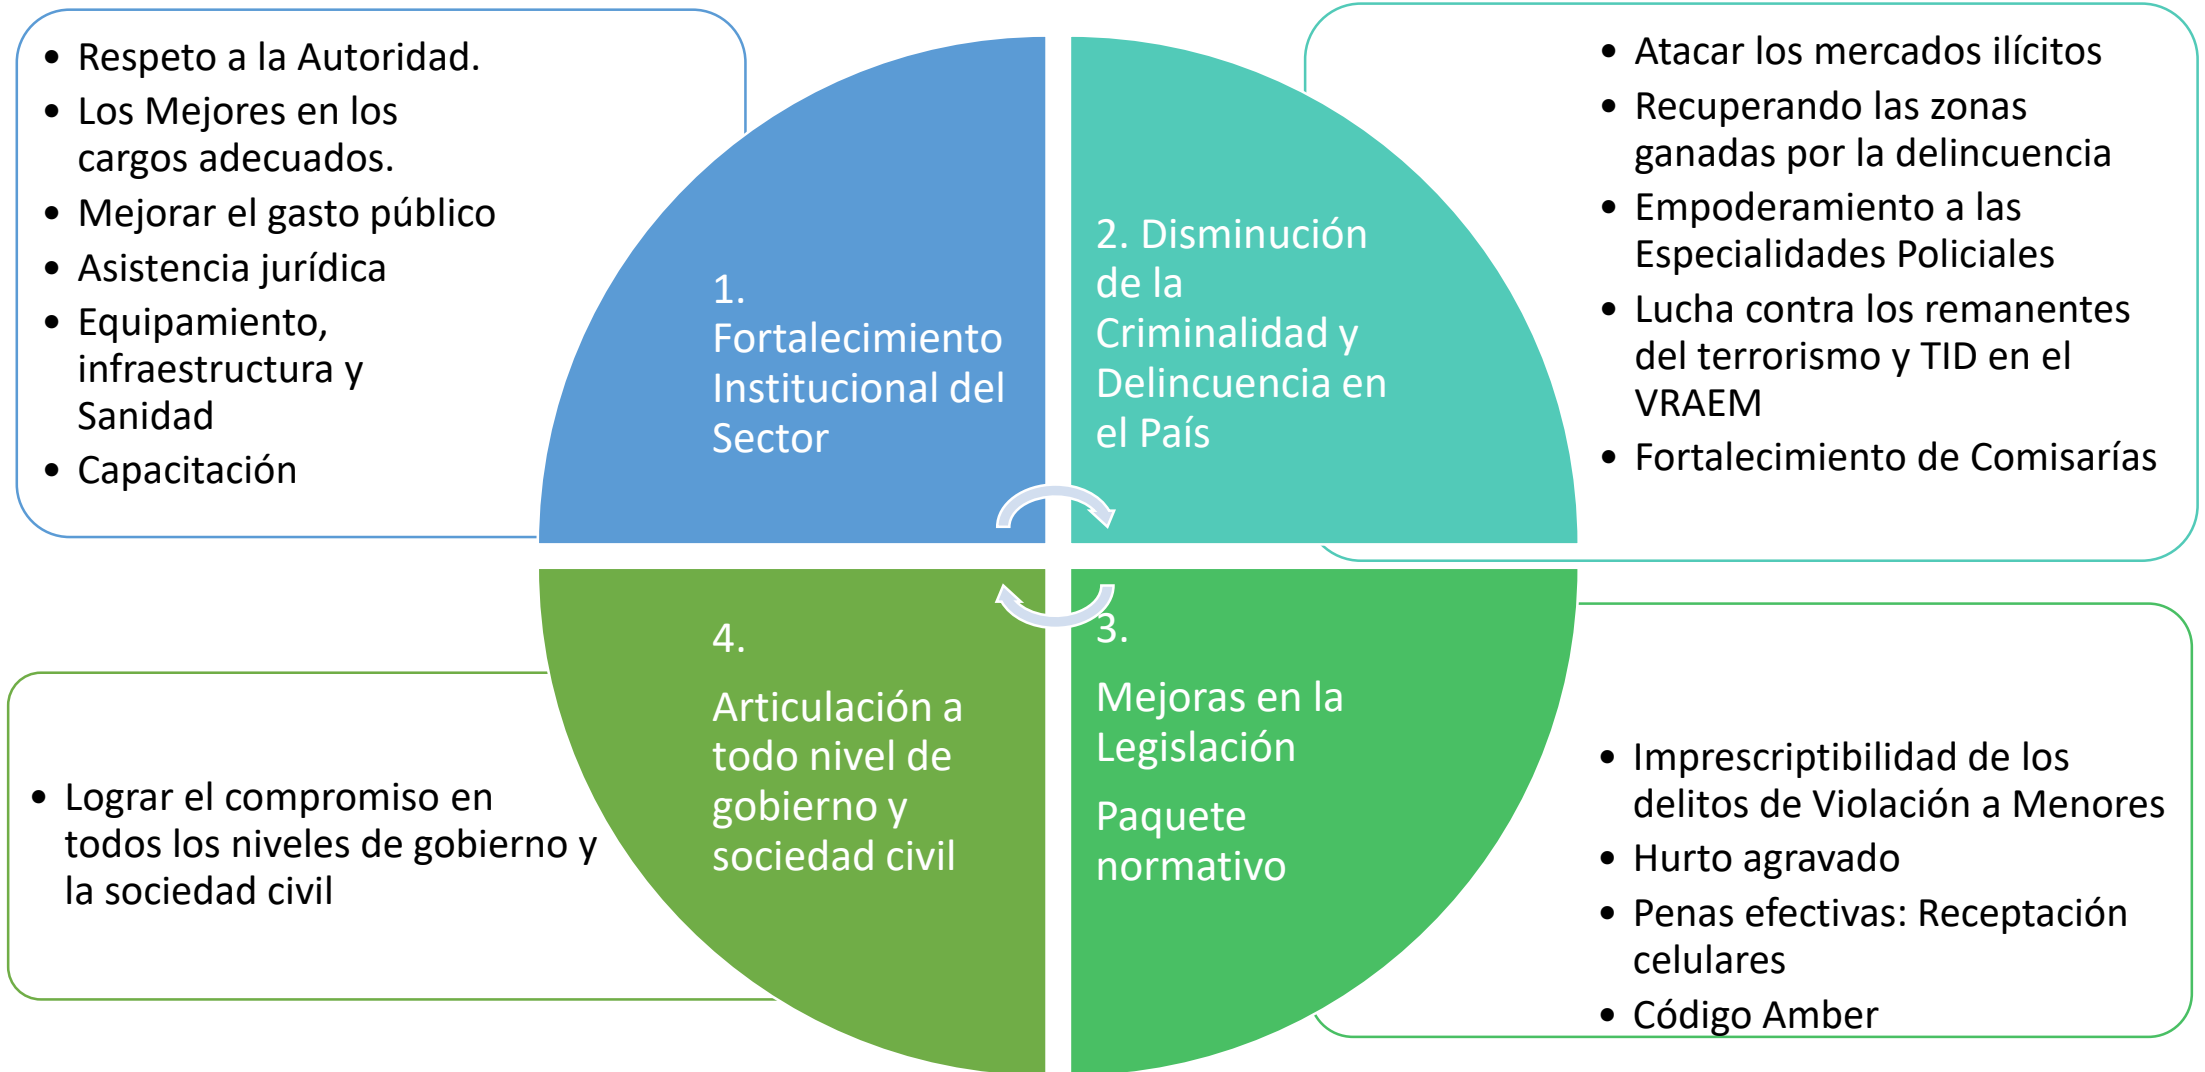 • Respeto a la Autoridad.
• Los Mejores en los
cargos adecuados.
• Mejorar el gasto público
• Asistencia jurídica
• Equipamiento,
infraestructura y
Sanidad
• Capacitación
1.
Fortalecimiento
Institucional del
Sector
2. Disminución
de la
Criminalidad y
Delincuencia en
el País
• Atacar los mercados ilícitos
• Recuperando las zonas
ganadas por la delincuencia
• Empoderamiento a las
Especialidades Policiales
• Lucha contra los remanentes
del terrorismo y TID en el
VRAEM
• Fortalecimiento de Comisarías
3.
Mejoras en la
Legislación
Paquete
normativo
• Imprescriptibilidad de los
delitos de Violación a Menores
• Hurto agravado
• Penas efectivas: Receptación
celulares
• Código Amber
4.
Articulación a
todo nivel de
gobierno y
sociedad civil
• Lograr el compromiso en
todos los niveles de gobierno y
la sociedad civil